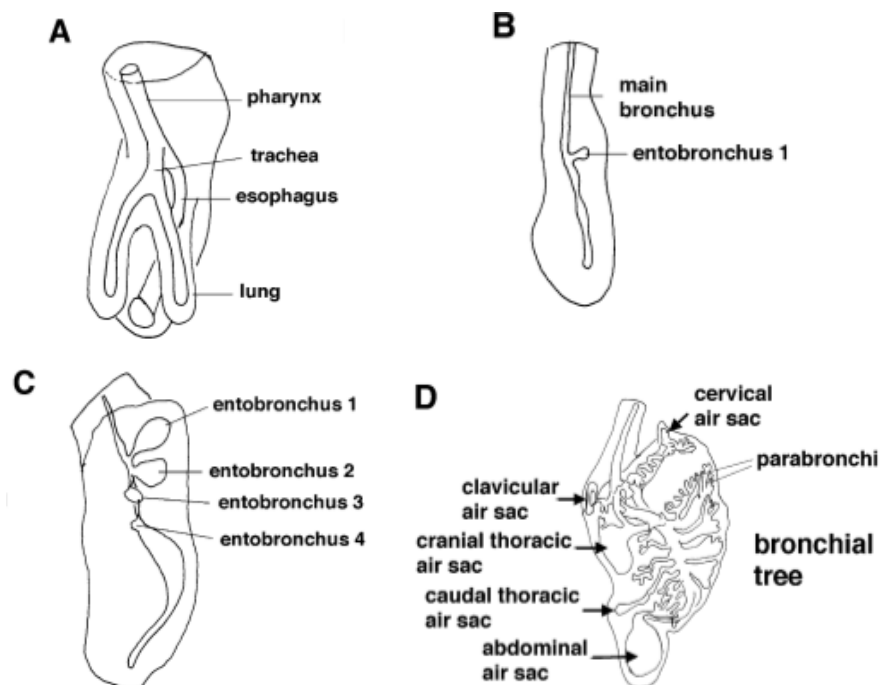 A
pharynx
trachea
esophagus
lung
B
main
bronchus
entobronchus 1
C
entobronchus 1
entobronchus 2
entobronchus 3
entobronchus 4
D
cervical
air sac
parabronchi
clavicular
air sac
cranial thoracic
air sac
bronchial
tree
caudal thoracic
air sac
abdominal
air sac